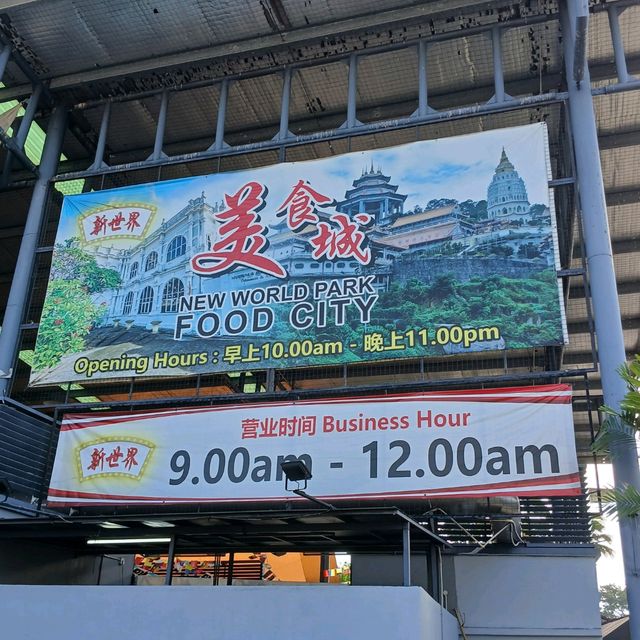 新世界
美食城
NEW WORLD PARK
FOOD CITY
Opening Hours : 早上10.00am - 晚上11.00pm
营业时间 Business Hour
新世界
9.00am - 12.00am